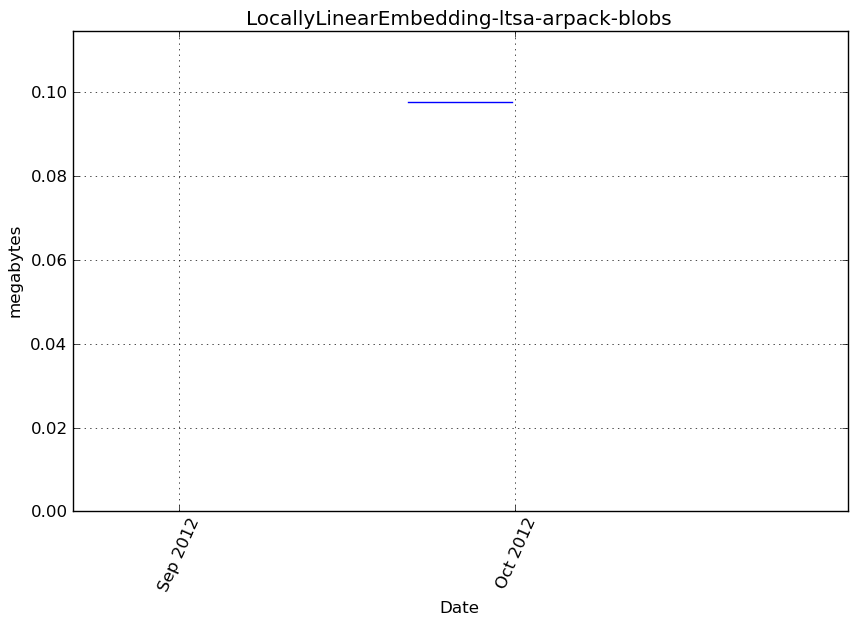 LocallyLinearEmbedding-ltsa-arpack-blobs
0.10
0.08
0.06
0.04
0.02
0.00
megabytes
Sep 2012
Oct 2012
Date